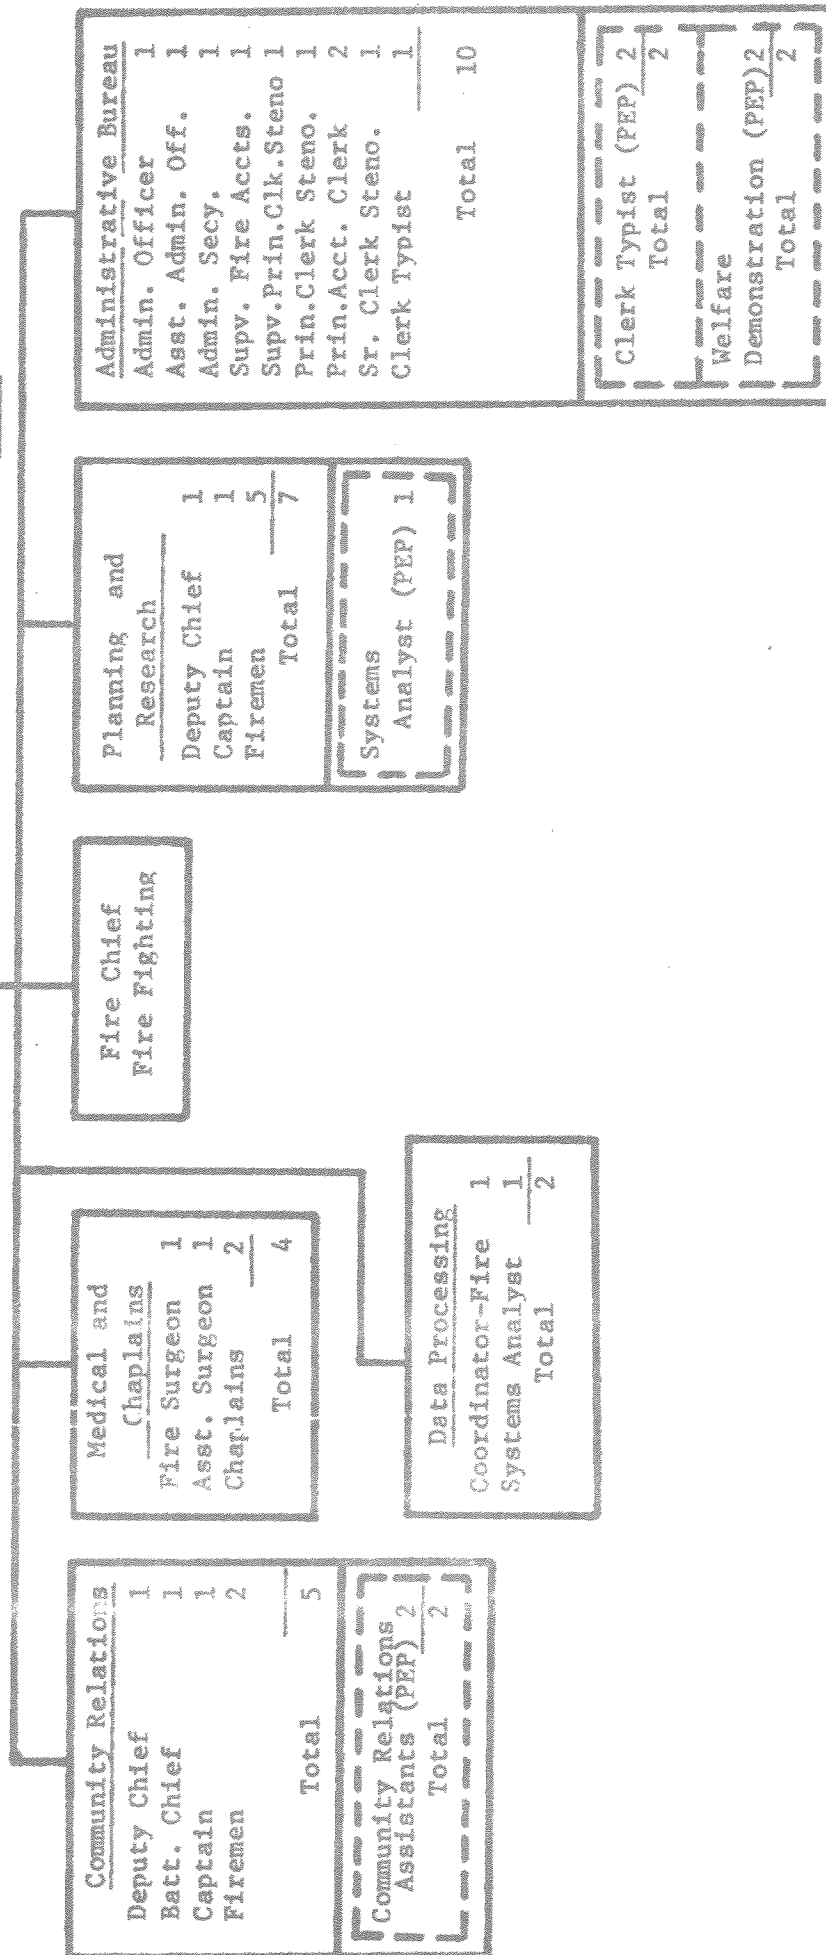 Community Relations
Deputy Chief 1
Batt. Chief 1
Captain 1
Firemen 2
Total 5
Community Relations
Assistants (PEP) 2
Total 2
Medical and
Chaplains
Fire Surgeon 1
Asst. Surgeon 1
Chaplains 2
Total 4
Data Processing
Coordinator-Fire 1
Systems Analyst 1
Total 2
Fire Chief
Fire Fighting
Planning and
Research
Deputy Chief 1
Captain 1
Firemen 5
Total 7
Systems
Analyst (PEP) 1
Administrative Bureau
Admin. Officer 1
Asst. Admin. Off. 1
Admin. Secy. 1
Supv. Fire Accts. 1
Supv.Prin.Clk.Steno 1
Prin.Clerk Steno. 1
Prin.Acct. Clerk 2
Sr. Clerk Steno. 1
Clerk Typist 1
Total 10
Clerk Typist (PEP) 2
Total 2
Welfare
Demonstration (PEP) 2
Total 2